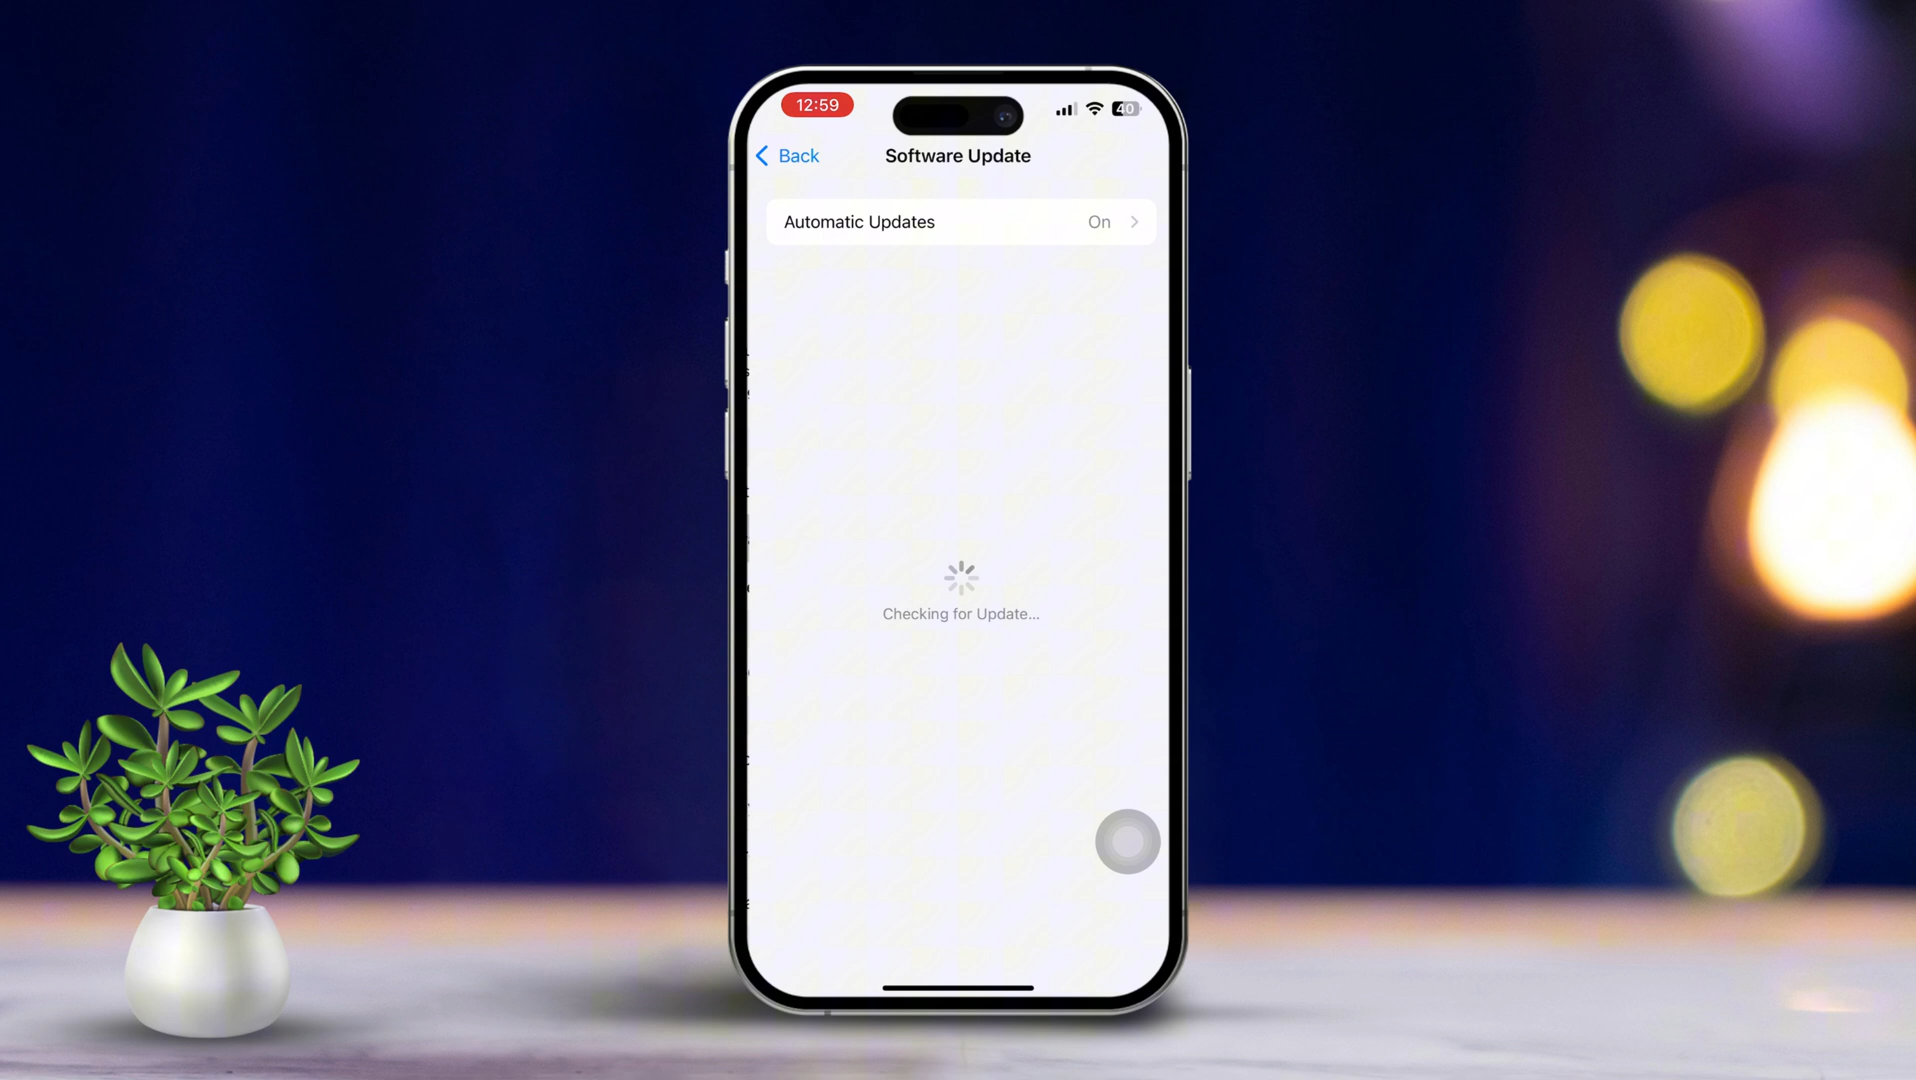 12:59
40
Back
Software Update
Automatic Updates
On
Checking for Update...